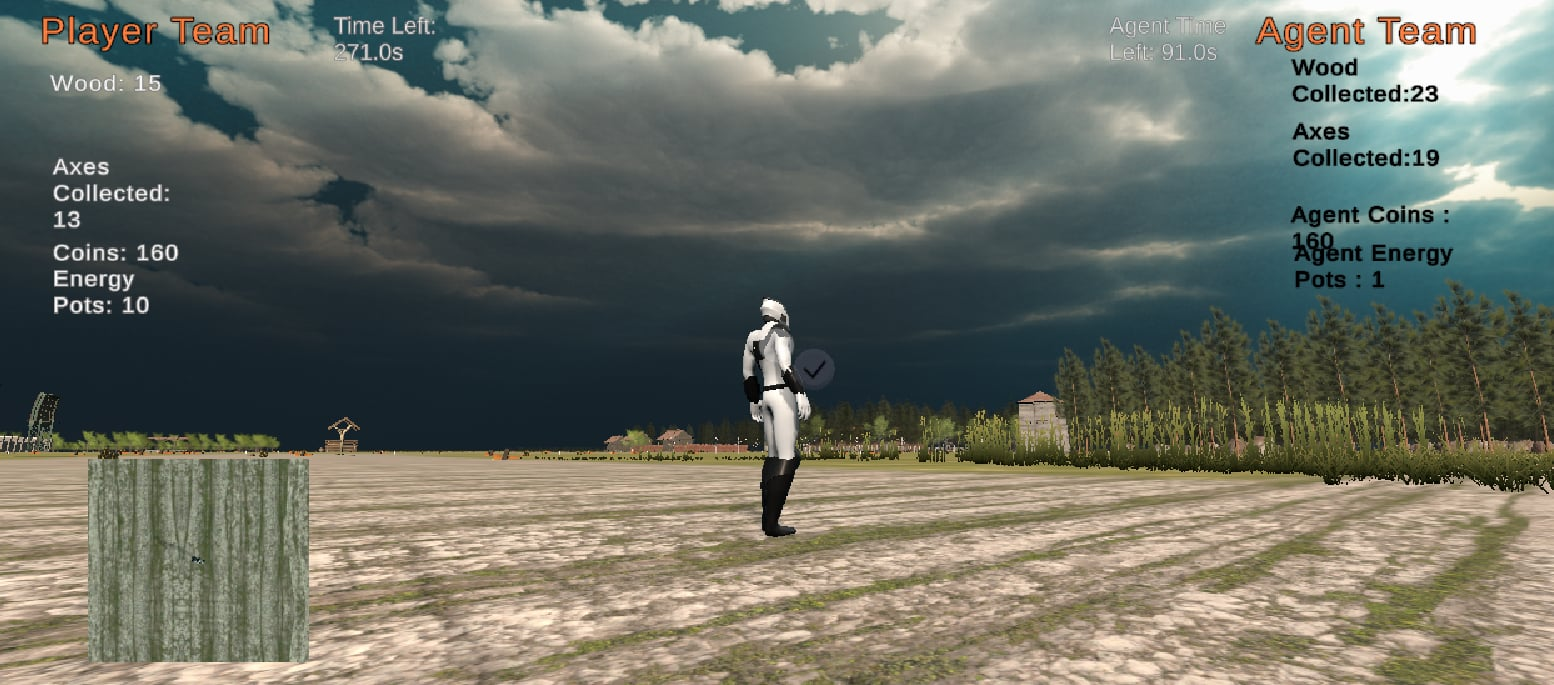 Player Team
Time Left:
271.0s
Wood: 15
Axes
Collected:
13
Coins: 160
Energy
Pots: 10
Agent Time
Left: 91.0s
Agent Team
Wood
Collected:23
Axes
Collected:19
Agent Coins :
160
Agent Energy
Pots : 1